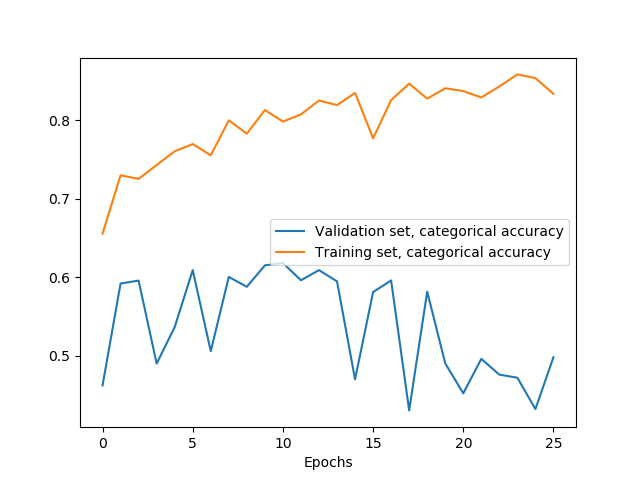 0.8
0.7
0.6
0.5
Validation set, categorical accuracy
Training set, categorical accuracy
0 5 10 15 20 25
Epochs